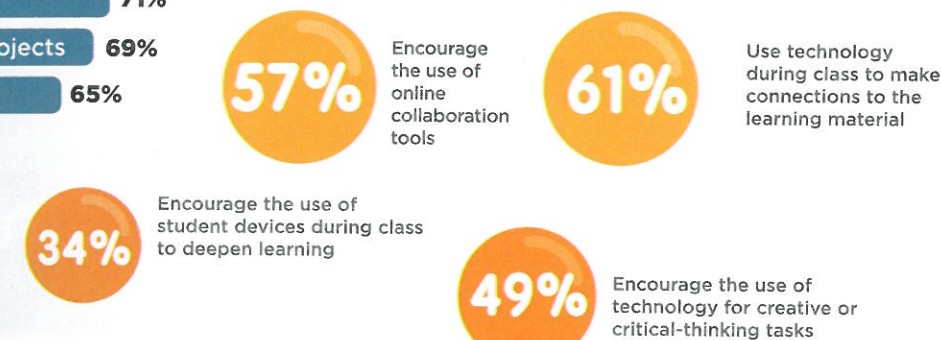 71%
ojects 69%
65%
57%
Encourage
the use of
online
collaboration
tools
61%
Use technology
during class to make
connections to the
learning material
34%
Encourage the use of
student devices during class
to deepen learning
49%
Encourage the use of
technology for creative or
critical-thinking tasks